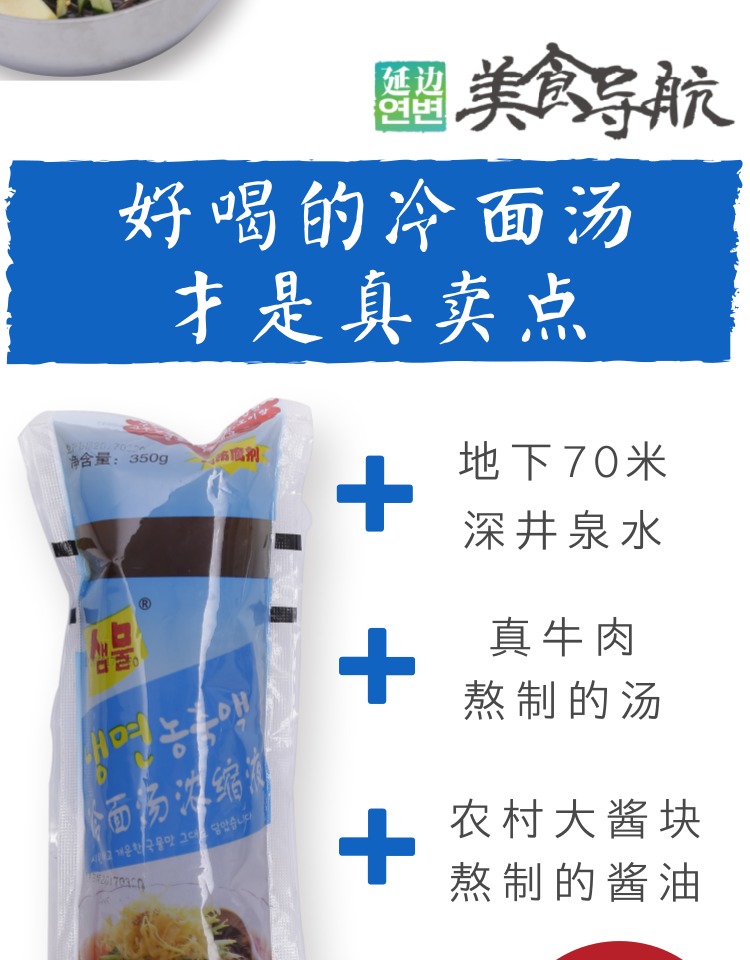 延边
연변
美食导航
好喝的冷面汤
才是真卖点
净含量：350g
地下70米
深井泉水
®
샘물
真牛肉
熬制的汤
냉면 농축액
冷面汤浓缩液
农村大酱块
熬制的酱油